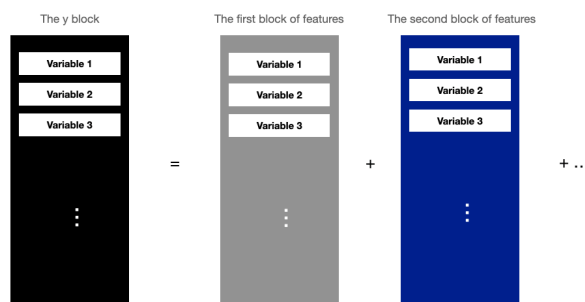 The y block
The first block of features
The second block of features
Variable 1
Variable 1
Variable 1
Variable 2
Variable 2
Variable 2
Variable 3
Variable 3
Variable 3
=
+
+ ..
⋮
⋮
⋮